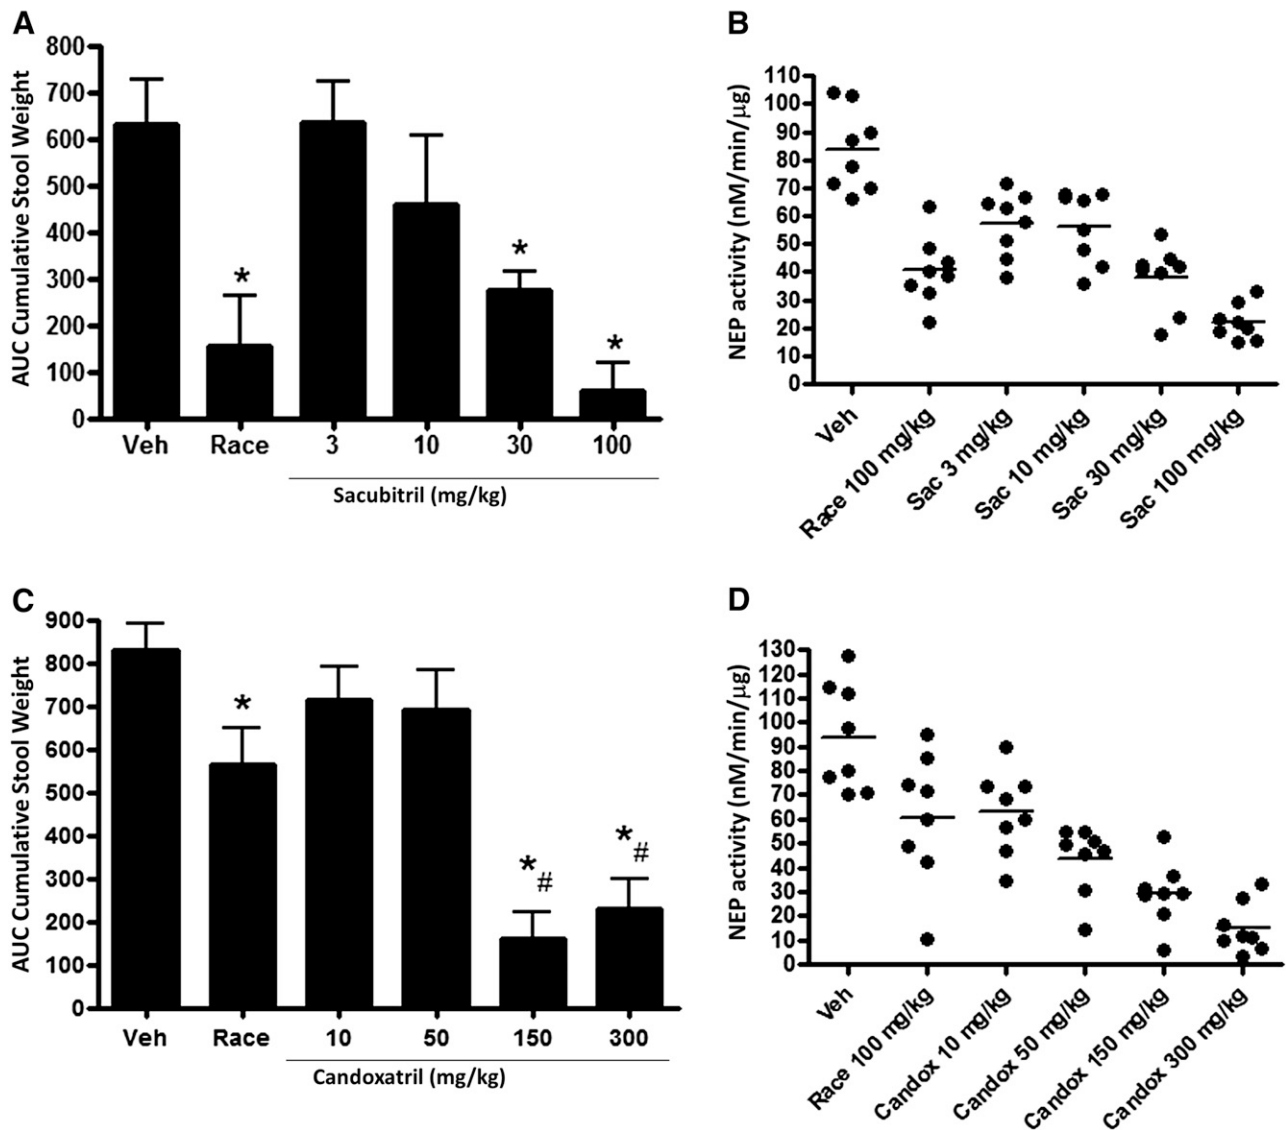 A
AUC Cumulative Stool Weight
800
700
600
500
400
300
200
100
0
*
*
*
Veh Race 3 10 30 100
Sacubitril (mg/kg)
B
NEP activity (nM/min/µg)
110
100
90
80
70
60
50
40
30
20
10
0
Veh
Race 100 mg/kg
Sac 3 mg/kg
Sac 10 mg/kg
Sac 30 mg/kg
Sac 100 mg/kg
C
AUC Cumulative Stool Weight
900
800
700
600
500
400
300
200
100
0
*
*#
*#
Veh Race 10 50 150 300
Candoxatril (mg/kg)
D
NEP activity (nM/min/µg)
130
120
110
100
90
80
70
60
50
40
30
20
10
0
Veh
Race 100 mg/kg
Candox 10 mg/kg
Candox 50 mg/kg
Candox 150 mg/kg
Candox 300 mg/kg